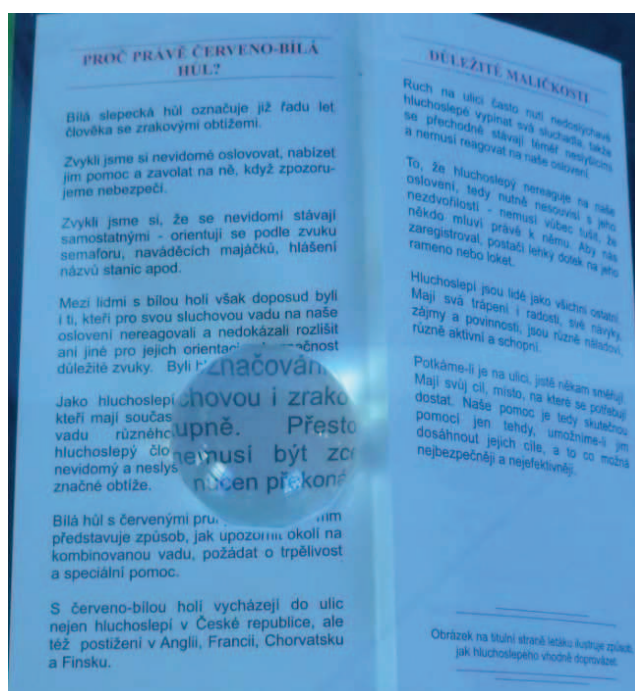 PROČ PRÁVĚ ČERVENO-BÍLÁ
HŮL?
Bílá slepecká hůl označuje již řadu let
člověka se zrakovými obtížemi.
Zvykli jsme si nevidomé oslovovat, nabízet
jim pomoc a zavolat na ně, když zpozoru-
jeme nebezpečí.
Zvykli jsme si, že se nevidomí stávají
samostatnými - orientují se podle zvuku
semaforu, naváděcích majáčků, hlášení
názvů stanic apod.
Mezi lidmi s bílou holí však doposud byli
i ti, kteří pro svou sluchovou vadu na naše
oslovení nereagovali a nedokázali rozlišit
ani jiné pro jejich orientaci
důležité zvuky. Byli
značován
Jako hluchoslepí chovou i zrako
kteří mají součas
vadu různého upně. Přesto
hluchoslepý nemusí být
nevidomý a neslys
značné obtíže. nucen překoná
Bílá hůl s červenými pruhy
představuje způsob, jak upozornit okolí na
kombinovanou vadu, požádat o trpělivost
a speciální pomoc.
S červeno-bílou holí vycházejí do ulic
nejen hluchoslepí v České republice, ale
též postižení v Anglii, Francii, Chorvatsku
a Finsku.
DŮLEŽITÉ MALIČKOSTI
Ruch na ulici často nutí nedoslýchavé
hluchoslepé vypínat svá sluchadla, takže
se přechodně stávají téměř neslyšícími
a nemusí reagovat na naše oslovení.
To, že hluchoslepý nereaguje na naše
oslovení, tedy nutně nesouvisí s jeho
nezdvořilostí - nemusí vůbec tušit, že
někdo mluví právě k němu. Aby nás
zaregistroval, postačí lehký dotek na jeho
rameno nebo loket.
Hluchoslepí jsou lidé jako všichni ostatní.
Mají svá trápení i radosti, své návyky,
zájmy a povinnosti, jsou různě náladoví,
různě aktivní a schopní.
Potkáme-li je na ulici, jistě někam směřují.
Mají svůj cíl, místo, na které se potřebují
dostat. Naše pomoc je tedy skutečnou
pomocí jen tehdy, umožníme-li jim
dosáhnout jejich cíle, a to co možná
nejbezpečněji a nejefektivněji.
Obrázek na titulní straně letáku ilustruje způsob,
jak hluchoslepého vhodně doprovázet.